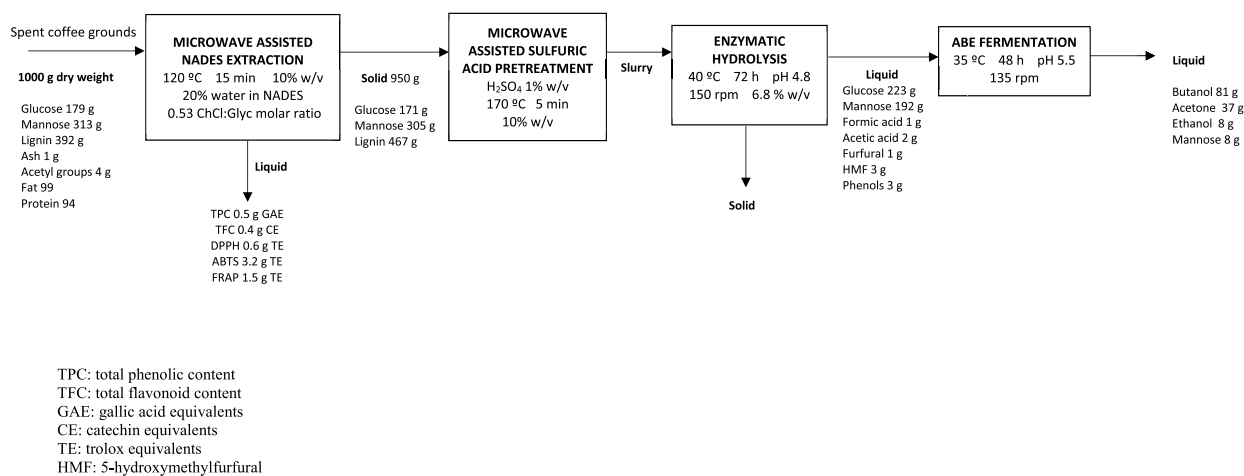 Spent coffee grounds
1000 g dry weight
Glucose 179 g
Mannose 313 g
Lignin 392 g
Ash 1 g
Acetyl groups 4 g
Fat 99
Protein 94
MICROWAVE ASSISTED
NADES EXTRACTION
120 ºC 15 min 10% w/v
20% water in NADES
0.53 ChCl:Glyc molar ratio
Liquid
TPC 0.5 g GAE
TFC 0.4 g CE
DPPH 0.6 g TE
ABTS 3.2 g TE
FRAP 1.5 g TE
Solid 950 g
Glucose 171 g
Mannose 305 g
Lignin 467 g
MICROWAVE
ASSISTED SULFURIC
ACID PRETREATMENT
H₂SO₄ 1% w/v
170 ºC 5 min
10% w/v
Slurry
ENZYMATIC
HYDROLYSIS
40 ºC 72 h pH 4.8
150 rpm 6.8 % w/v
Solid
Liquid
Glucose 223 g
Mannose 192 g
Formic acid 1 g
Acetic acid 2 g
Furfural 1 g
HMF 3 g
Phenols 3 g
ABE FERMENTATION
35 ºC 48 h pH 5.5
135 rpm
Liquid
Butanol 81 g
Acetone 37 g
Ethanol 8 g
Mannose 8 g
TPC: total phenolic content
TFC: total flavonoid content
GAE: gallic acid equivalents
CE: catechin equivalents
TE: trolox equivalents
HMF: 5-hydroxymethylfurfural